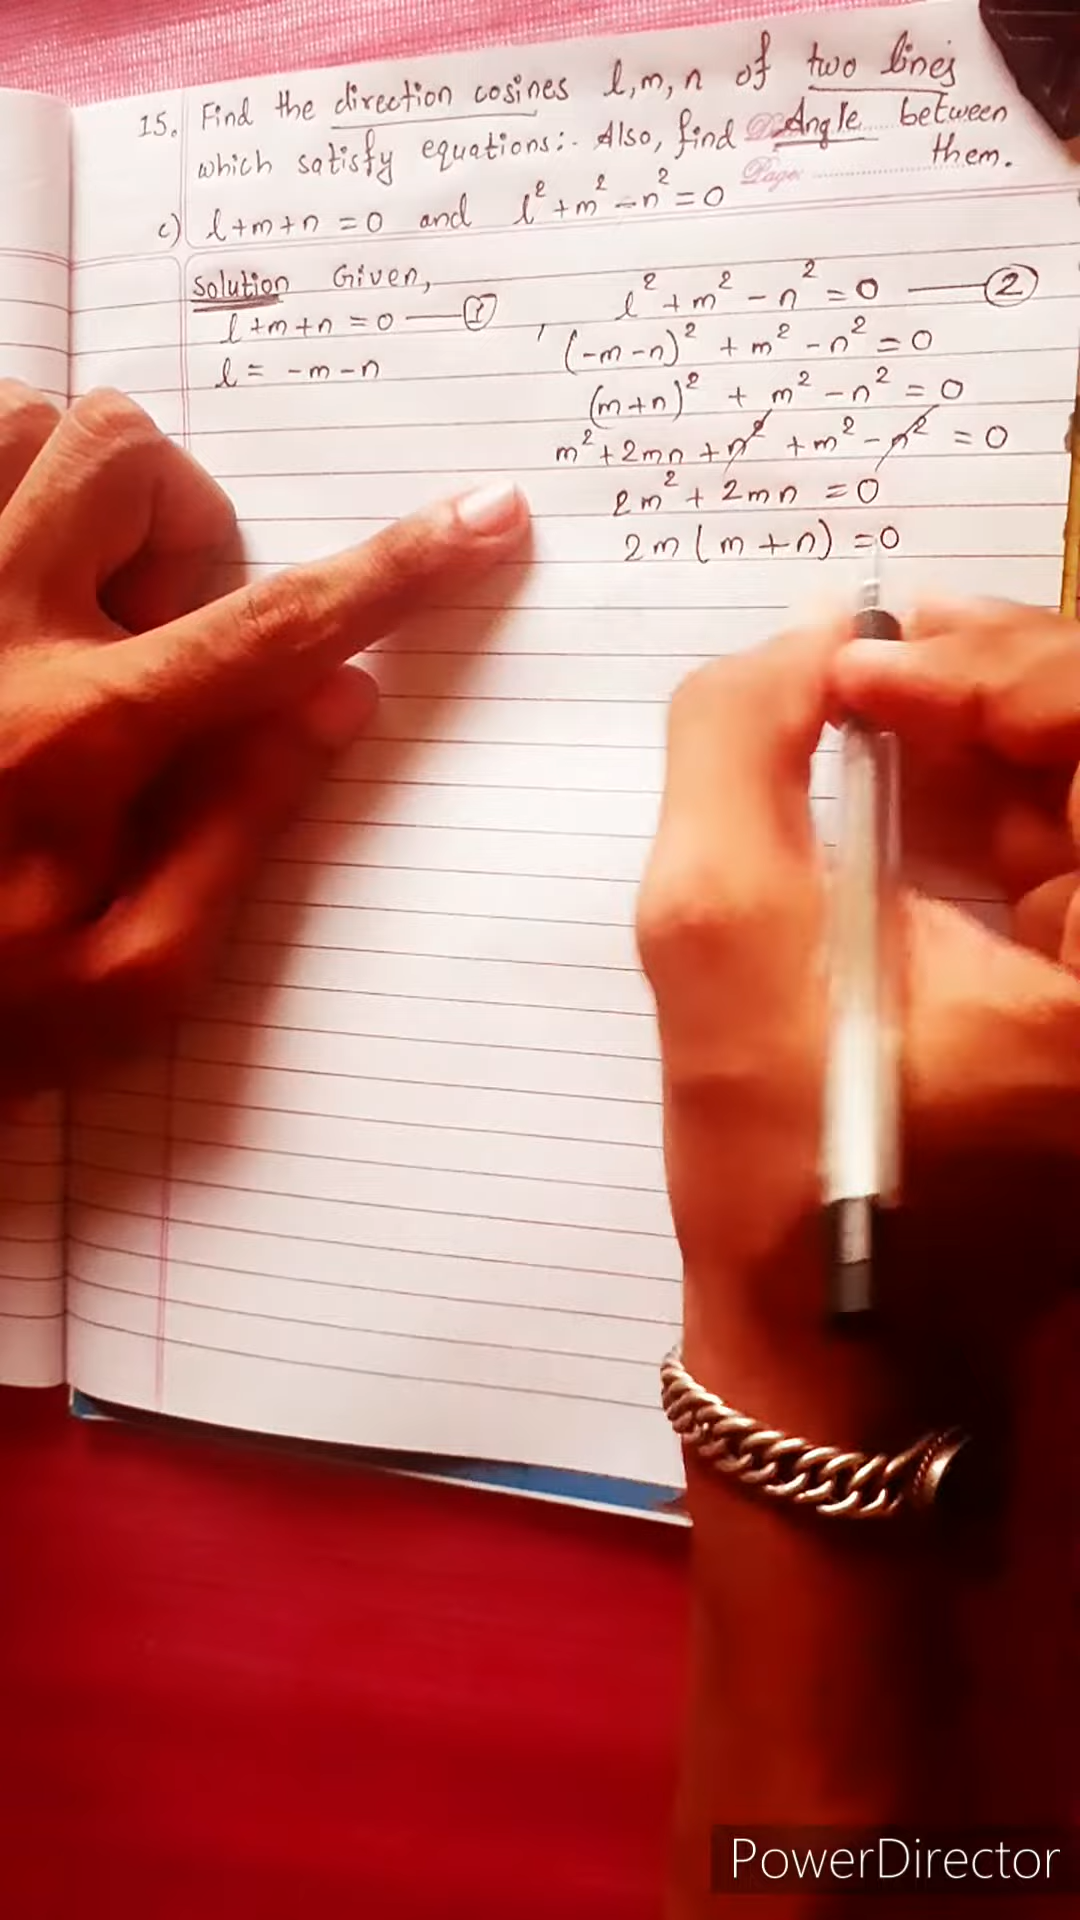 15. Find the direction cosines l, m, n of two lines
which satisfy equations:- Also, find Angle between
them.
Page:
c) l+m+n = 0 and l² + m² - n² = 0
Solution Given,
l+m+n = 0 — 1
l = -m-n
,
l² + m² - n² = 0 — 2
(-m-n)² + m² - n² = 0
(m+n)² + m² - n² = 0
m² + 2mn + n² + m² - n² = 0
2m² + 2mn = 0
2m(m+n) = 0
PowerDirector